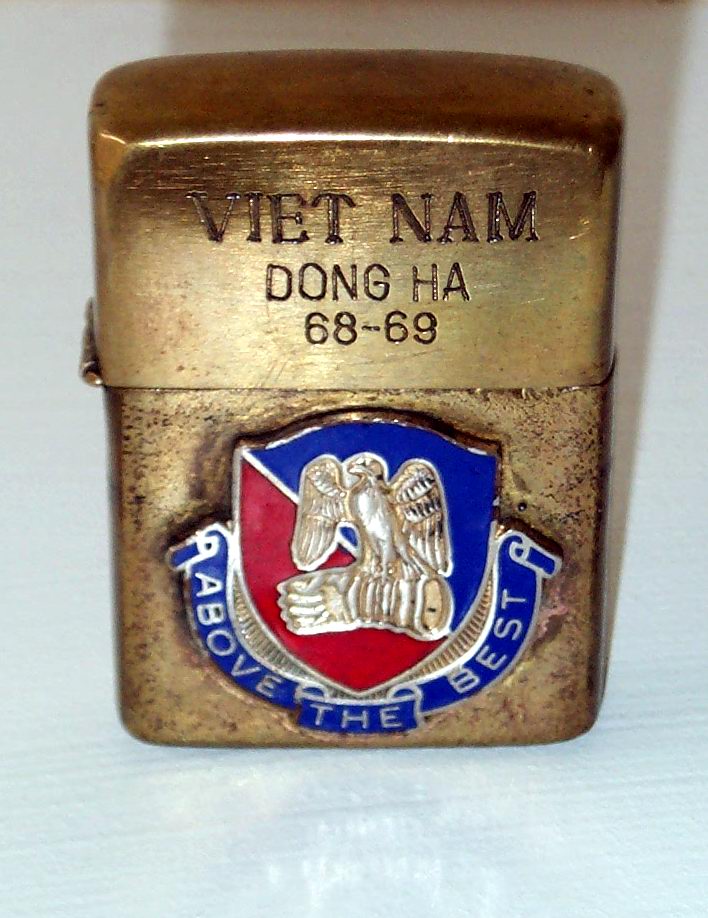 VIET NAM
DONG HA
68-69
ABOVE THE BEST